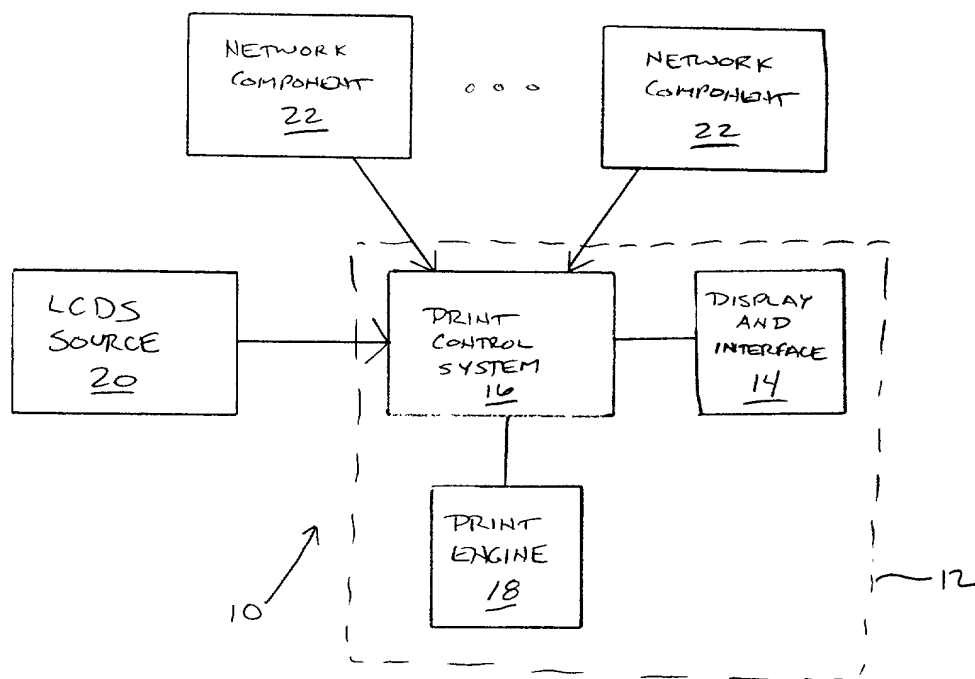 NETWORK
COMPONENT
22
NETWORK
COMPONENT
22
LCDS
SOURCE
20
PRINT
CONTROL
SYSTEM
16
DISPLAY
AND
INTERFACE
14
PRINT
ENGINE
18
10
12